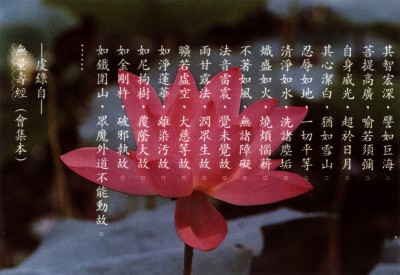 其智宏深，譬如巨海。
菩提高廣，喻若須彌。
自身威光，超於日月。
其心潔白，猶如雪山。
忍辱如地，一切平等。
清淨如水，洗諸塵垢。
熾盛如火，燒煩惱薪。
不著如風，無諸障礙。
法音雷震，覺未覺故。
雨甘露法，潤眾生故。
曠若虛空，大慈等故。
如淨蓮華，離染污故。
如尼拘樹，覆蔭大故。
如金剛杵，破邪執故。
如鐵圍山，眾魔外道不能動故。
……
——虔錄自——
無量壽經（會集本）